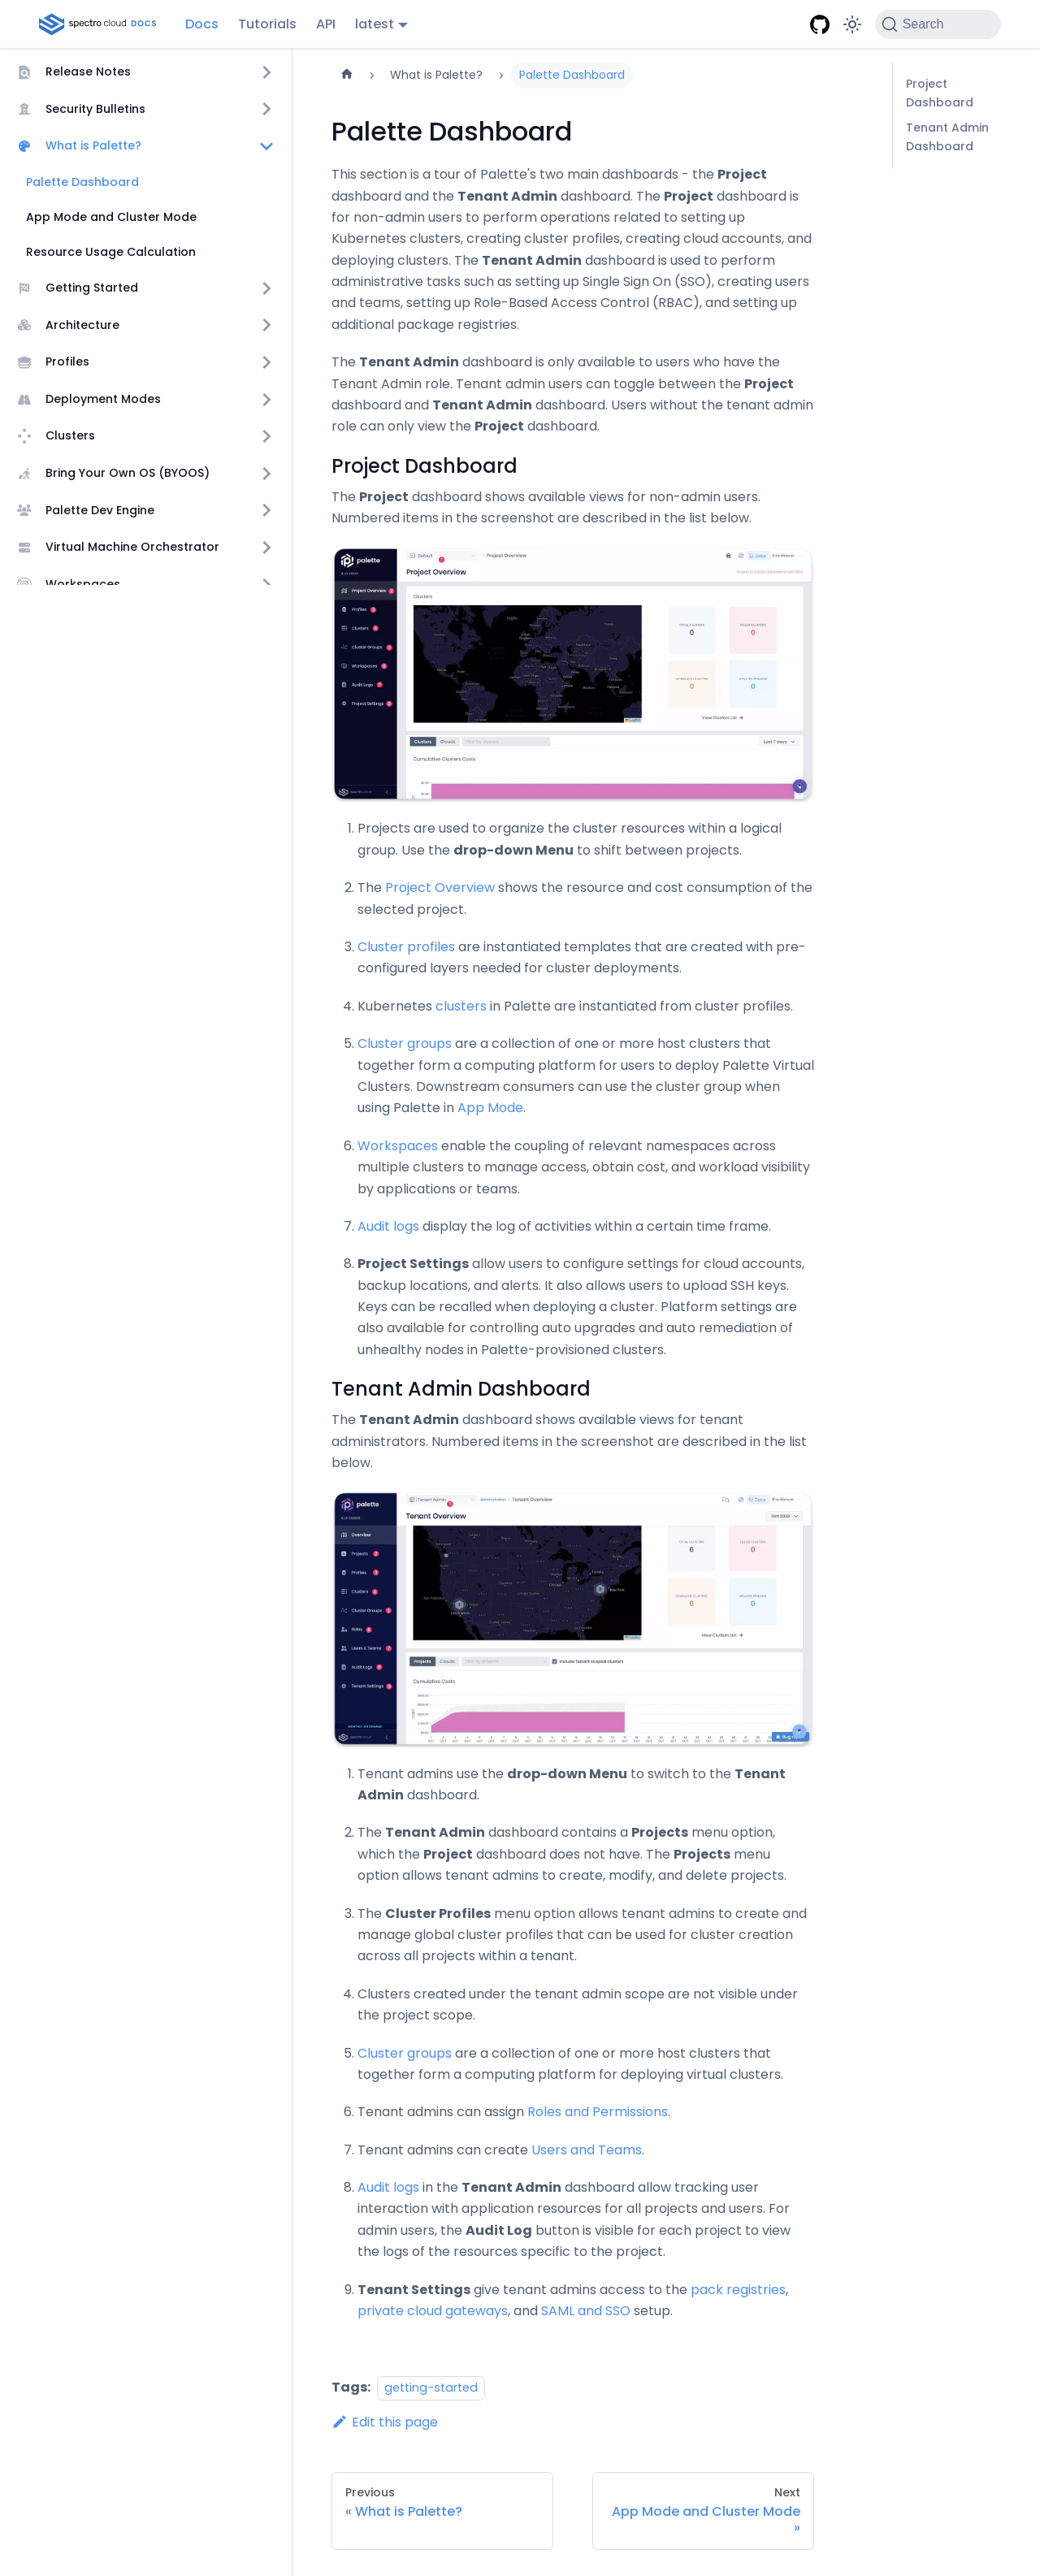 spectro cloud DOCS
Docs
Tutorials
API
latest
Search
Release Notes
Security Bulletins
What is Palette?
Palette Dashboard
App Mode and Cluster Mode
Resource Usage Calculation
Getting Started
Architecture
Profiles
Deployment Modes
Clusters
Bring Your Own OS (BYOOS)
Palette Dev Engine
Virtual Machine Orchestrator
Workspaces
What is Palette?
Palette Dashboard
Project
Dashboard
Tenant Admin
Dashboard
Palette Dashboard
This section is a tour of Palette's two main dashboards - the Project
dashboard and the Tenant Admin dashboard. The Project dashboard is
for non-admin users to perform operations related to setting up
Kubernetes clusters, creating cluster profiles, creating cloud accounts, and
deploying clusters. The Tenant Admin dashboard is used to perform
administrative tasks such as setting up Single Sign On (SSO), creating users
and teams, setting up Role-Based Access Control (RBAC), and setting up
additional package registries.
The Tenant Admin dashboard is only available to users who have the
Tenant Admin role. Tenant admin users can toggle between the Project
dashboard and Tenant Admin dashboard. Users without the tenant admin
role can only view the Project dashboard.
Project Dashboard
The Project dashboard shows available views for non-admin users.
Numbered items in the screenshot are described in the list below.
palette
Default
/ Project Overview
Project Overview
Project Overview
Profiles
Clusters
Cluster Groups
Workspaces
Audit Logs
Project Settings
Clusters
0
0
0
0
View Clusters List
Clusters
Clouds
Last 7 days
Cumulative Clusters Costs
1. Projects are used to organize the cluster resources within a logical
group. Use the drop-down Menu to shift between projects.
2. The Project Overview shows the resource and cost consumption of the
selected project.
3. Cluster profiles are instantiated templates that are created with pre-
configured layers needed for cluster deployments.
4. Kubernetes clusters in Palette are instantiated from cluster profiles.
5. Cluster groups are a collection of one or more host clusters that
together form a computing platform for users to deploy Palette Virtual
Clusters. Downstream consumers can use the cluster group when
using Palette in App Mode.
6. Workspaces enable the coupling of relevant namespaces across
multiple clusters to manage access, obtain cost, and workload visibility
by applications or teams.
7. Audit logs display the log of activities within a certain time frame.
8. Project Settings allow users to configure settings for cloud accounts,
backup locations, and alerts. It also allows users to upload SSH keys.
Keys can be recalled when deploying a cluster. Platform settings are
also available for controlling auto upgrades and auto remediation of
unhealthy nodes in Palette-provisioned clusters.
Tenant Admin Dashboard
The Tenant Admin dashboard shows available views for tenant
administrators. Numbered items in the screenshot are described in the list
below.
palette
Tenant Admin
Administration / Tenant Overview
Tenant Overview
Overview
Projects
Profiles
Clusters
Cluster Groups
Roles
Users & Teams
Audit Logs
Tenant Settings
6
0
0
0
View Clusters List
Projects
Clouds
Include Tenant scoped clusters
Cumulative Costs
1. Tenant admins use the drop-down Menu to switch to the Tenant
Admin dashboard.
2. The Tenant Admin dashboard contains a Projects menu option,
which the Project dashboard does not have. The Projects menu
option allows tenant admins to create, modify, and delete projects.
3. The Cluster Profiles menu option allows tenant admins to create and
manage global cluster profiles that can be used for cluster creation
across all projects within a tenant.
4. Clusters created under the tenant admin scope are not visible under
the project scope.
5. Cluster groups are a collection of one or more host clusters that
together form a computing platform for deploying virtual clusters.
6. Tenant admins can assign Roles and Permissions.
7. Tenant admins can create Users and Teams.
8. Audit logs in the Tenant Admin dashboard allow tracking user
interaction with application resources for all projects and users. For
admin users, the Audit Log button is visible for each project to view
the logs of the resources specific to the project.
9. Tenant Settings give tenant admins access to the pack registries,
private cloud gateways, and SAML and SSO setup.
Tags: getting-started
Edit this page
Previous
« What is Palette?
Next
App Mode and Cluster Mode
»